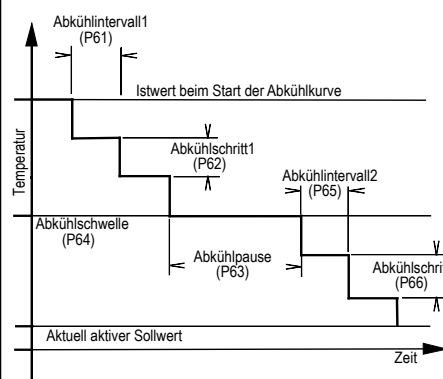 Abkühlintervall1
(P61)
Istwert beim Start der Abkühlkurve
Temperatur
Abkühlschritt1
(P62)
Abkühlintervall2
(P65)
Abkühlschwelle
(P64)
Abkühlpause
(P63)
Abkühlschrit
(P66)
Aktuell aktiver Sollwert
Zeit